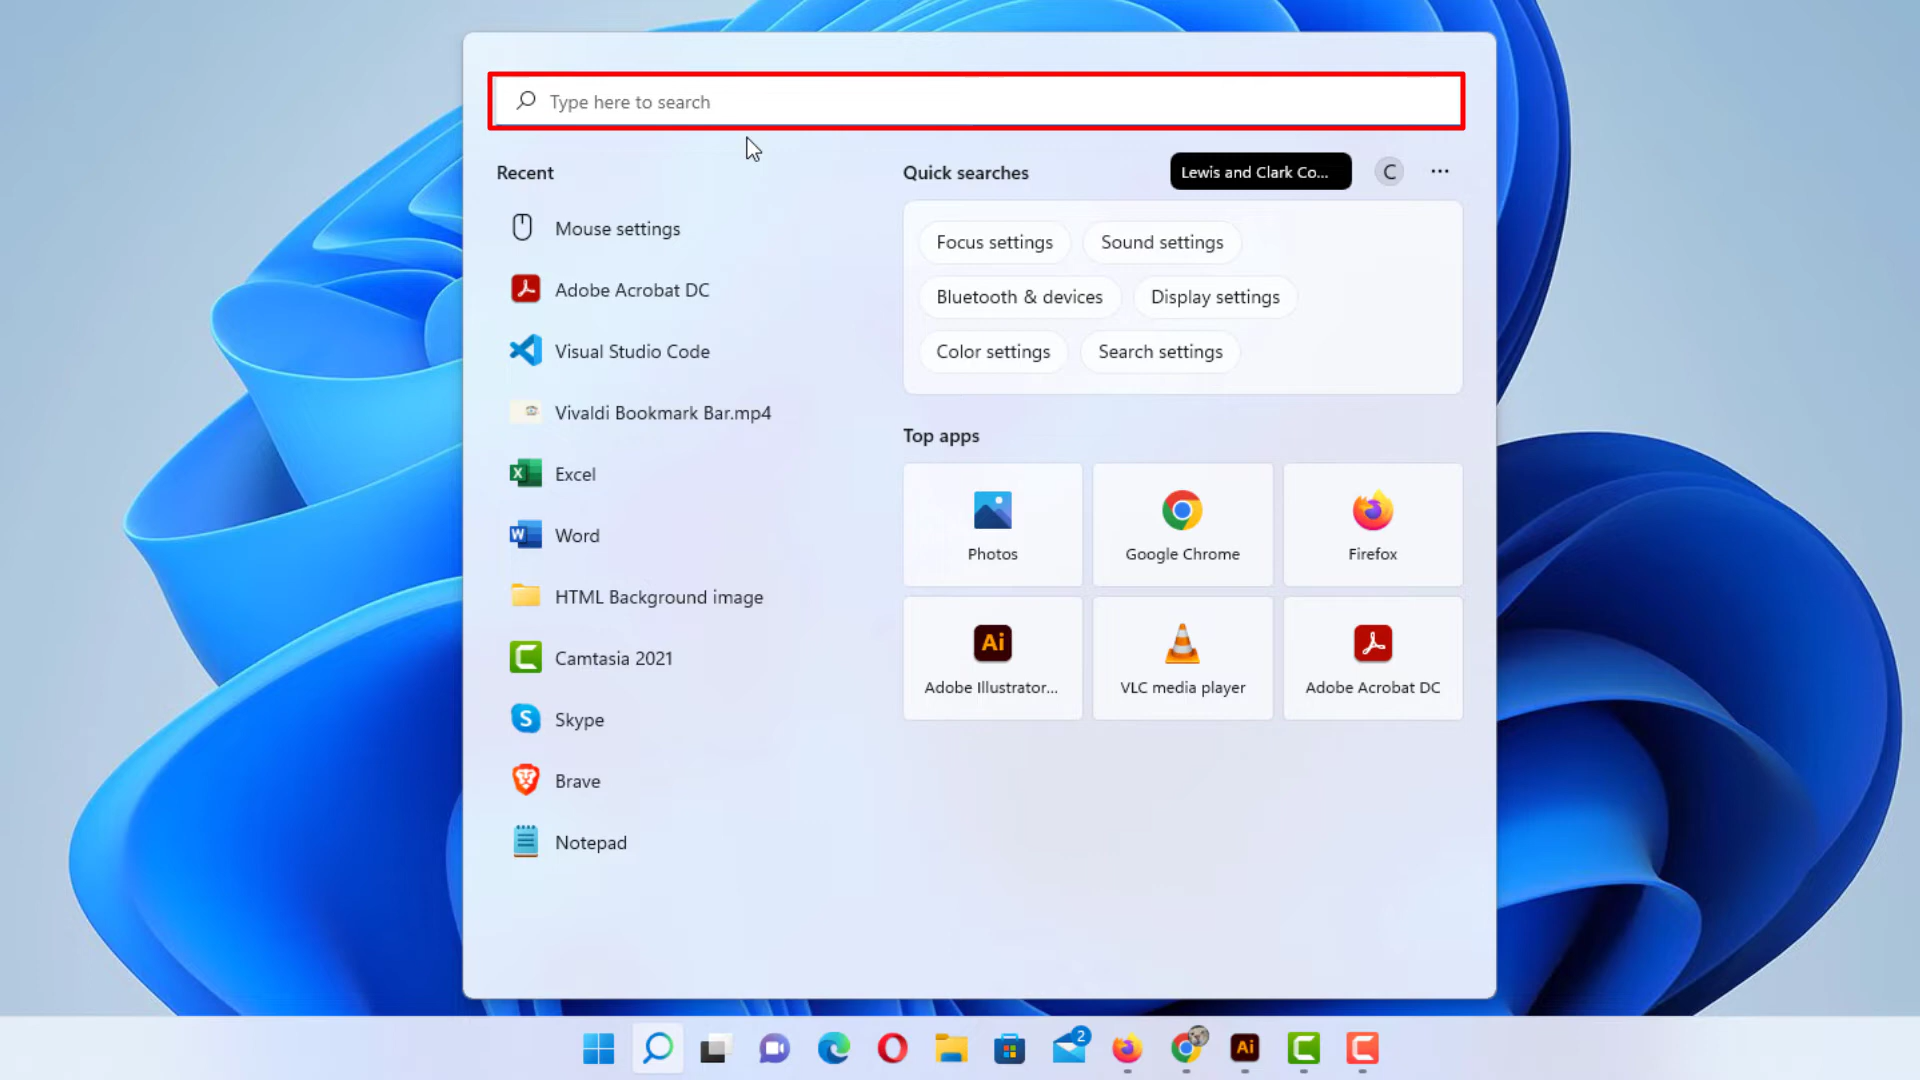 Type here to search
Recent
Mouse settings
Adobe Acrobat DC
Visual Studio Code
Vivaldi Bookmark Bar.mp4
Excel
Word
HTML Background image
Camtasia 2021
Skype
Brave
Notepad
Quick searches
Lewis and Clark Co...
C
Focus settings
Sound settings
Bluetooth & devices
Display settings
Color settings
Search settings
Top apps
Photos
Google Chrome
Firefox
Ai
Adobe Illustrator...
VLC media player
Adobe Acrobat DC
2
Ai